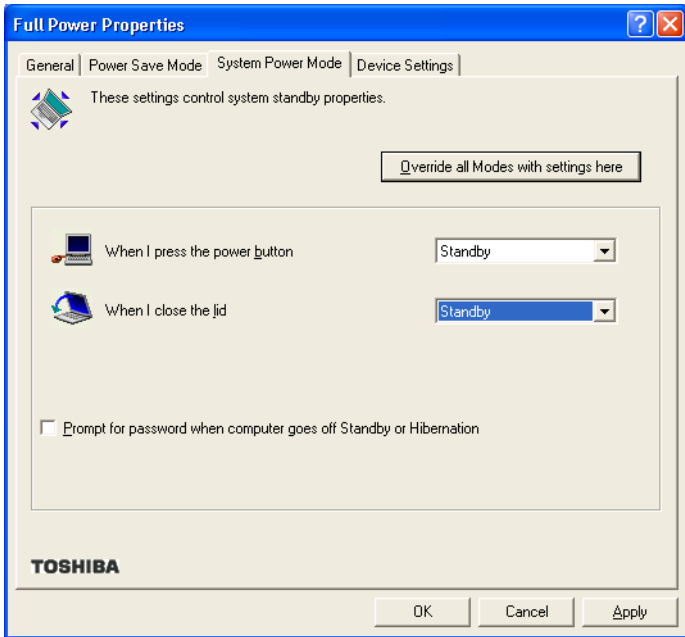 Full Power Properties
General Power Save Mode System Power Mode Device Settings
These settings control system standby properties.
Override all Modes with settings here
When I press the power button Standby
When I close the lid Standby
Prompt for password when computer goes off Standby or Hibernation
TOSHIBA
OK Cancel Apply